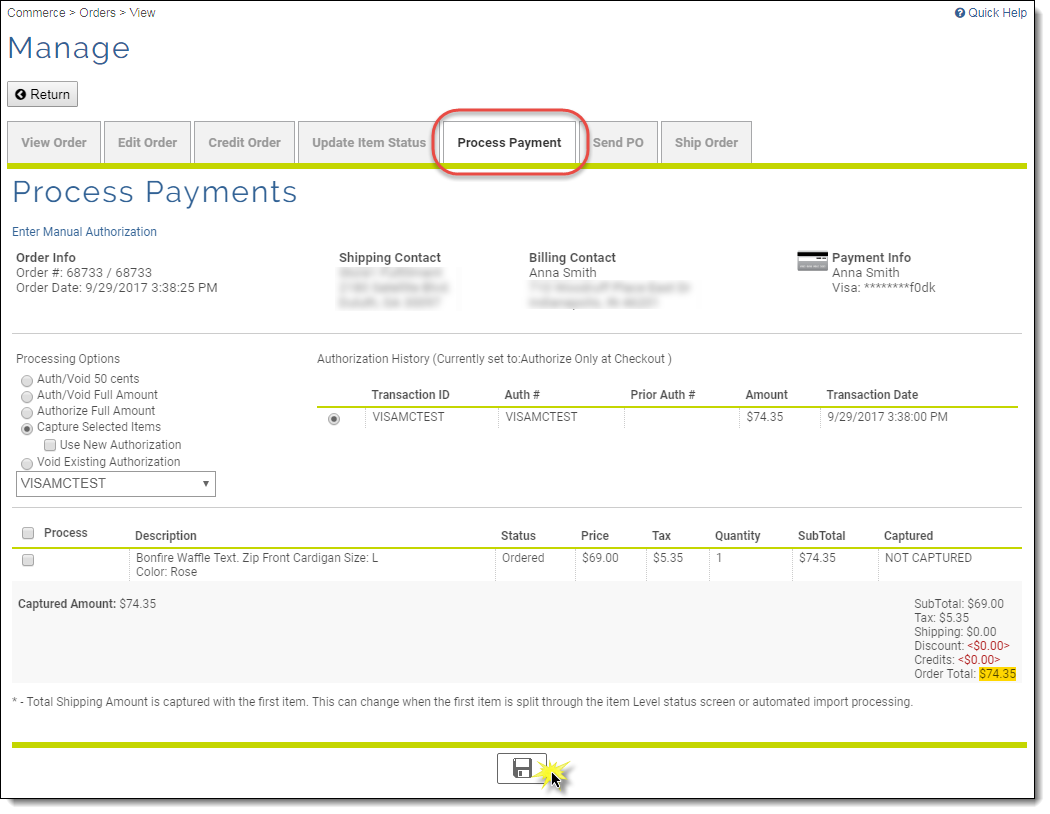 Commerce > Orders > View
Quick Help
Manage
Return
View Order
Edit Order
Credit Order
Update Item Status
Process Payment
Send PO
Ship Order
Process Payments
Enter Manual Authorization
Order Info
Order #: 68733 / 68733
Order Date: 9/29/2017 3:38:25 PM
Shipping Contact
Billing Contact
Anna Smith
Payment Info
Anna Smith
Visa: ********f0dk
Processing Options
Auth/Void 50 cents
Auth/Void Full Amount
Authorize Full Amount
Capture Selected Items
Use New Authorization
Void Existing Authorization
VISAMCTEST
Authorization History (Currently set to:Authorize Only at Checkout )
Transaction ID Auth # Prior Auth # Amount Transaction Date
VISAMCTEST VISAMCTEST $74.35 9/29/2017 3:38:00 PM
Process Description Status Price Tax Quantity SubTotal Captured
Bonfire Waffle Text. Zip Front Cardigan Size: L Ordered $69.00 $5.35 1 $74.35 NOT CAPTURED
Color: Rose
Captured Amount: $74.35
SubTotal: $69.00
Tax: $5.35
Shipping: $0.00
Discount: <$0.00>
Credits: <$0.00>
Order Total: $74.35
* - Total Shipping Amount is captured with the first item. This can change when the first item is split through the item Level status screen or automated import processing.